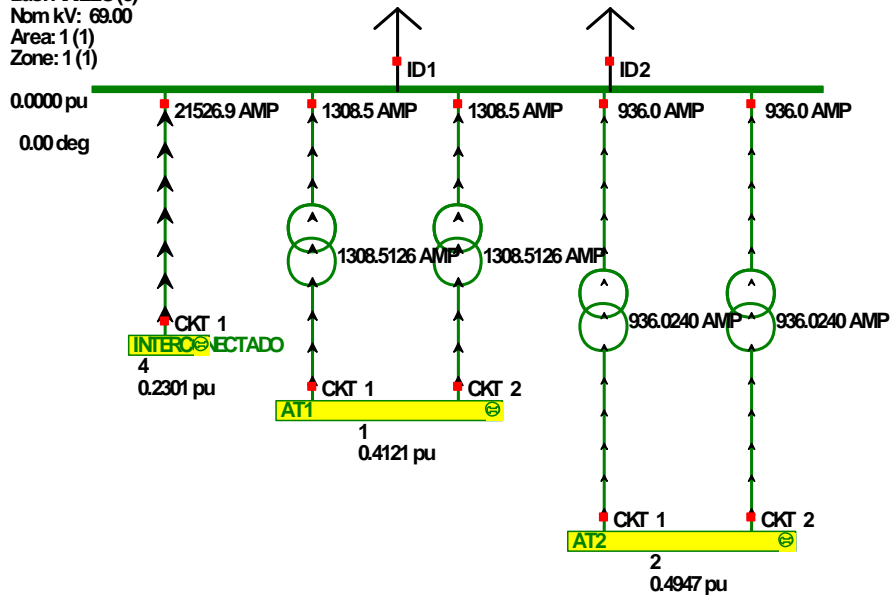 Nom kV: 69.00
Area: 1 (1)
Zone: 1 (1)
ID1
ID2
0.0000 pu
21526.9 AMP
1308.5 AMP
1308.5 AMP
936.0 AMP
936.0 AMP
0.00 deg
1308.5126 AMP
1308.5126 AMP
936.0240 AMP
936.0240 AMP
CKT 1
INTERCONECTADO
4
0.2301 pu
CKT 1
CKT 2
AT1
1
0.4121 pu
CKT 1
CKT 2
AT2
2
0.4947 pu